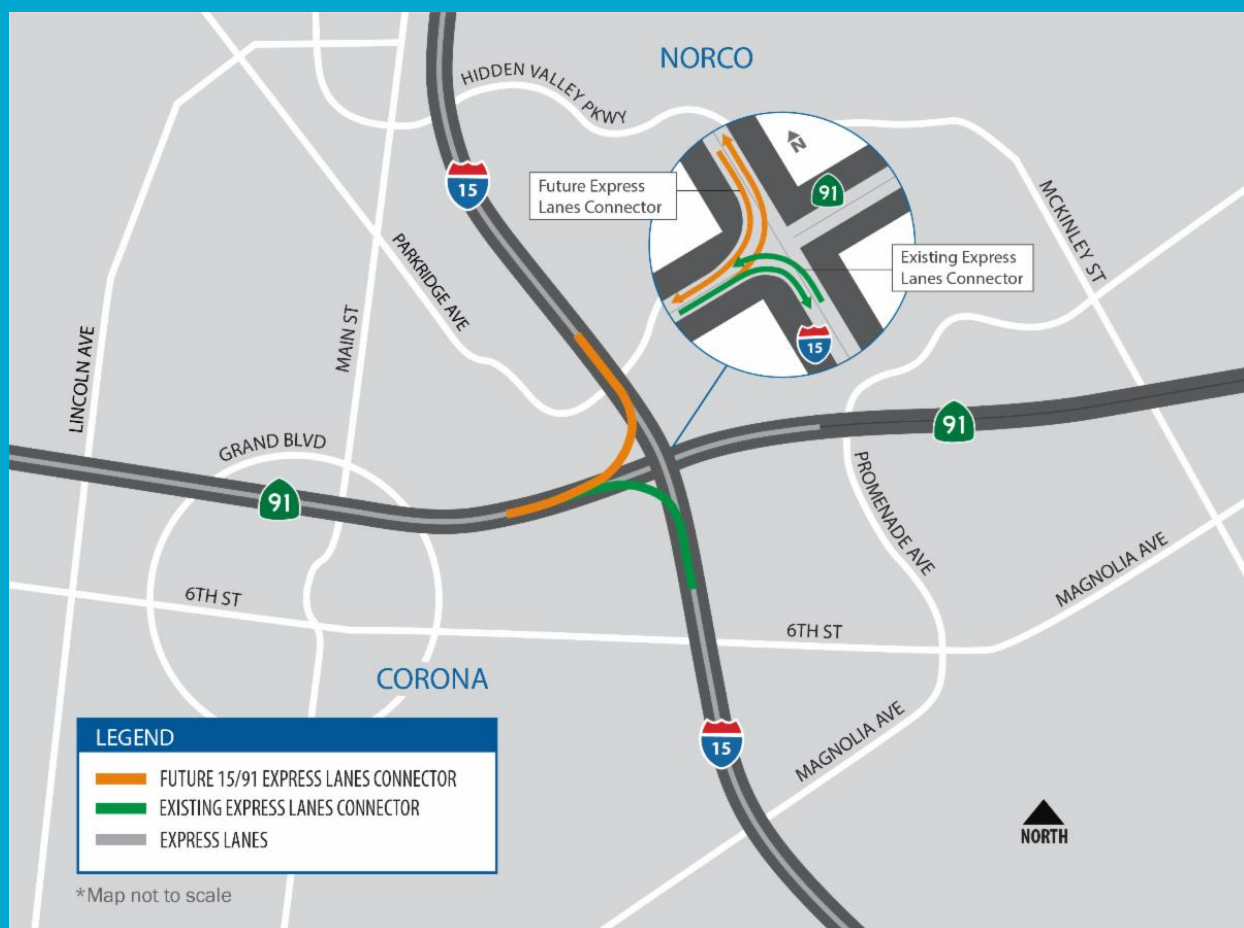 NORCO
HIDDEN VALLEY PKWY
N
91
Future Express
Lanes Connector
15
MCKINLEY ST
PARKRIDGE AVE
Existing Express
Lanes Connector
MAIN ST
15
LINCOLN AVE
91
GRAND BLVD
PROMENADE AVE
91
MAGNOLIA AVE
6TH ST
6TH ST
CORONA
MAGNOLIA AVE
15
LEGEND
FUTURE 15/91 EXPRESS LANES CONNECTOR
EXISTING EXPRESS LANES CONNECTOR
EXPRESS LANES
NORTH
*Map not to scale